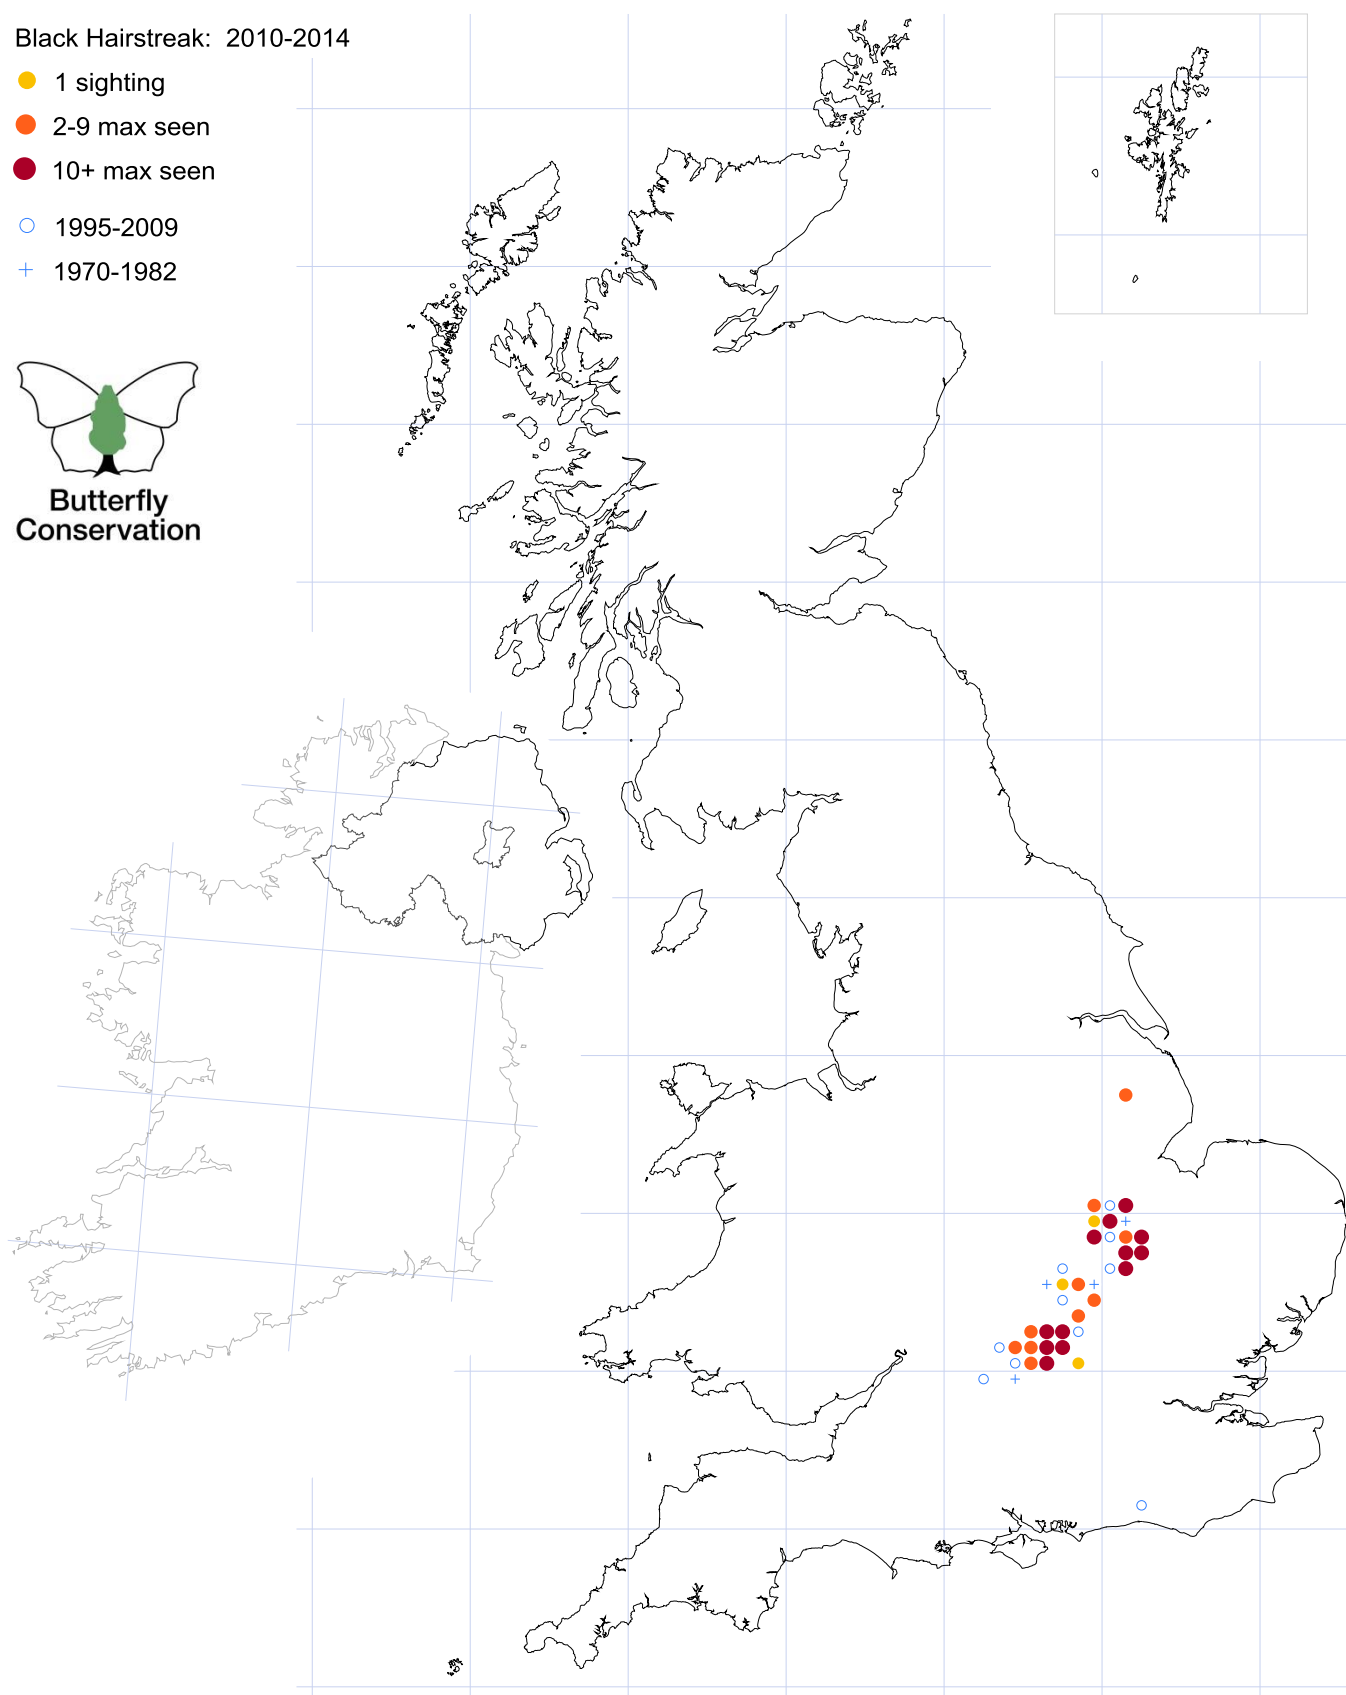 Black Hairstreak: 2010-2014
1 sighting
2-9 max seen
10+ max seen
1995-2009
1970-1982
Butterfly
Conservation